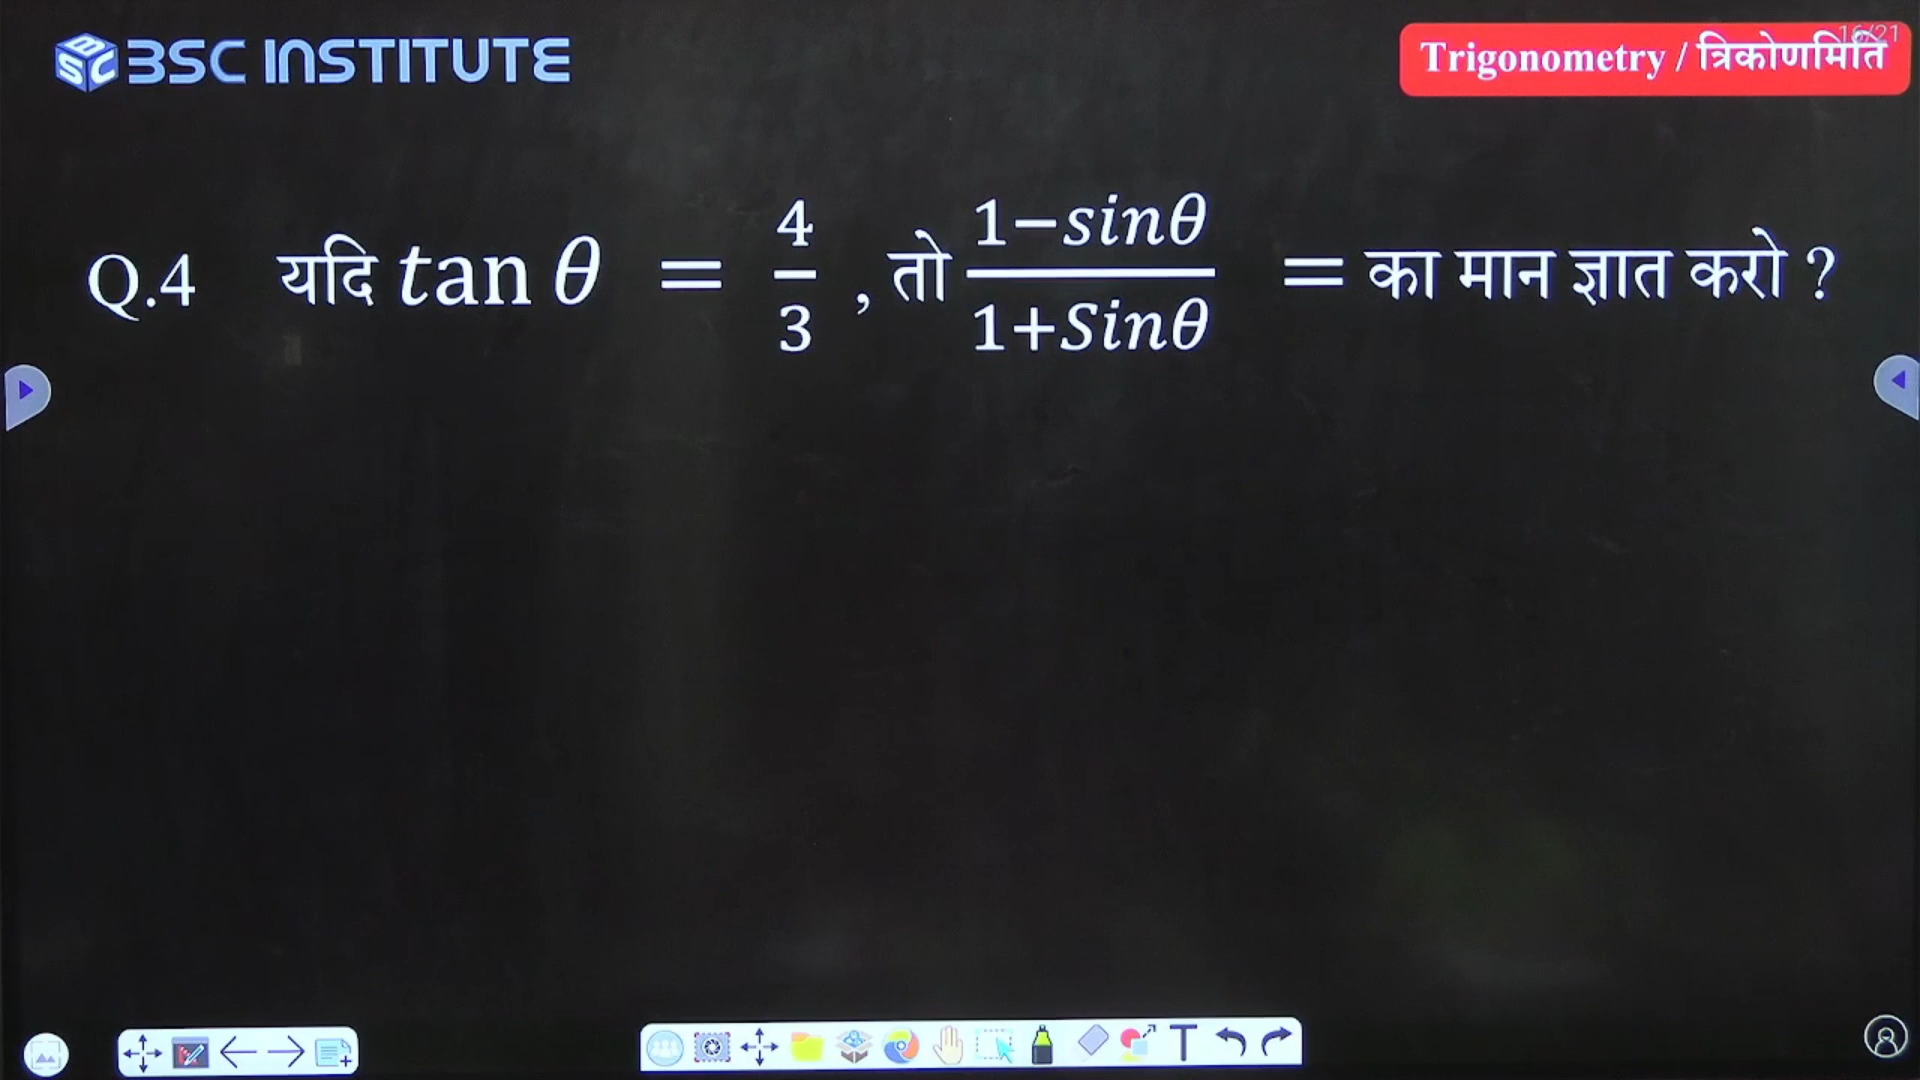 BSC INSTITUTE
Trigonometry / त्रिकोणमिति
16/21
Q.4 यदि tan θ = 4/3 , तो 1−sinθ/1+Sinθ = का मान ज्ञात करो ?